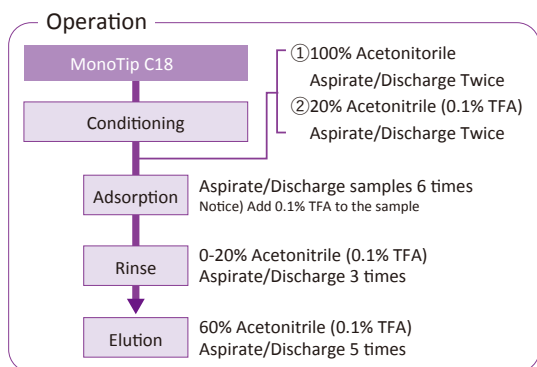 Operation
MonoTip C18
Conditioning
①100% Acetonitorile
Aspirate/Discharge Twice
②20% Acetonitrile (0.1% TFA)
Aspirate/Discharge Twice
Adsorption
Aspirate/Discharge samples 6 times
Notice) Add 0.1% TFA to the sample
Rinse
0-20% Acetonitrile (0.1% TFA)
Aspirate/Discharge 3 times
Elution
60% Acetonitrile (0.1% TFA)
Aspirate/Discharge 5 times